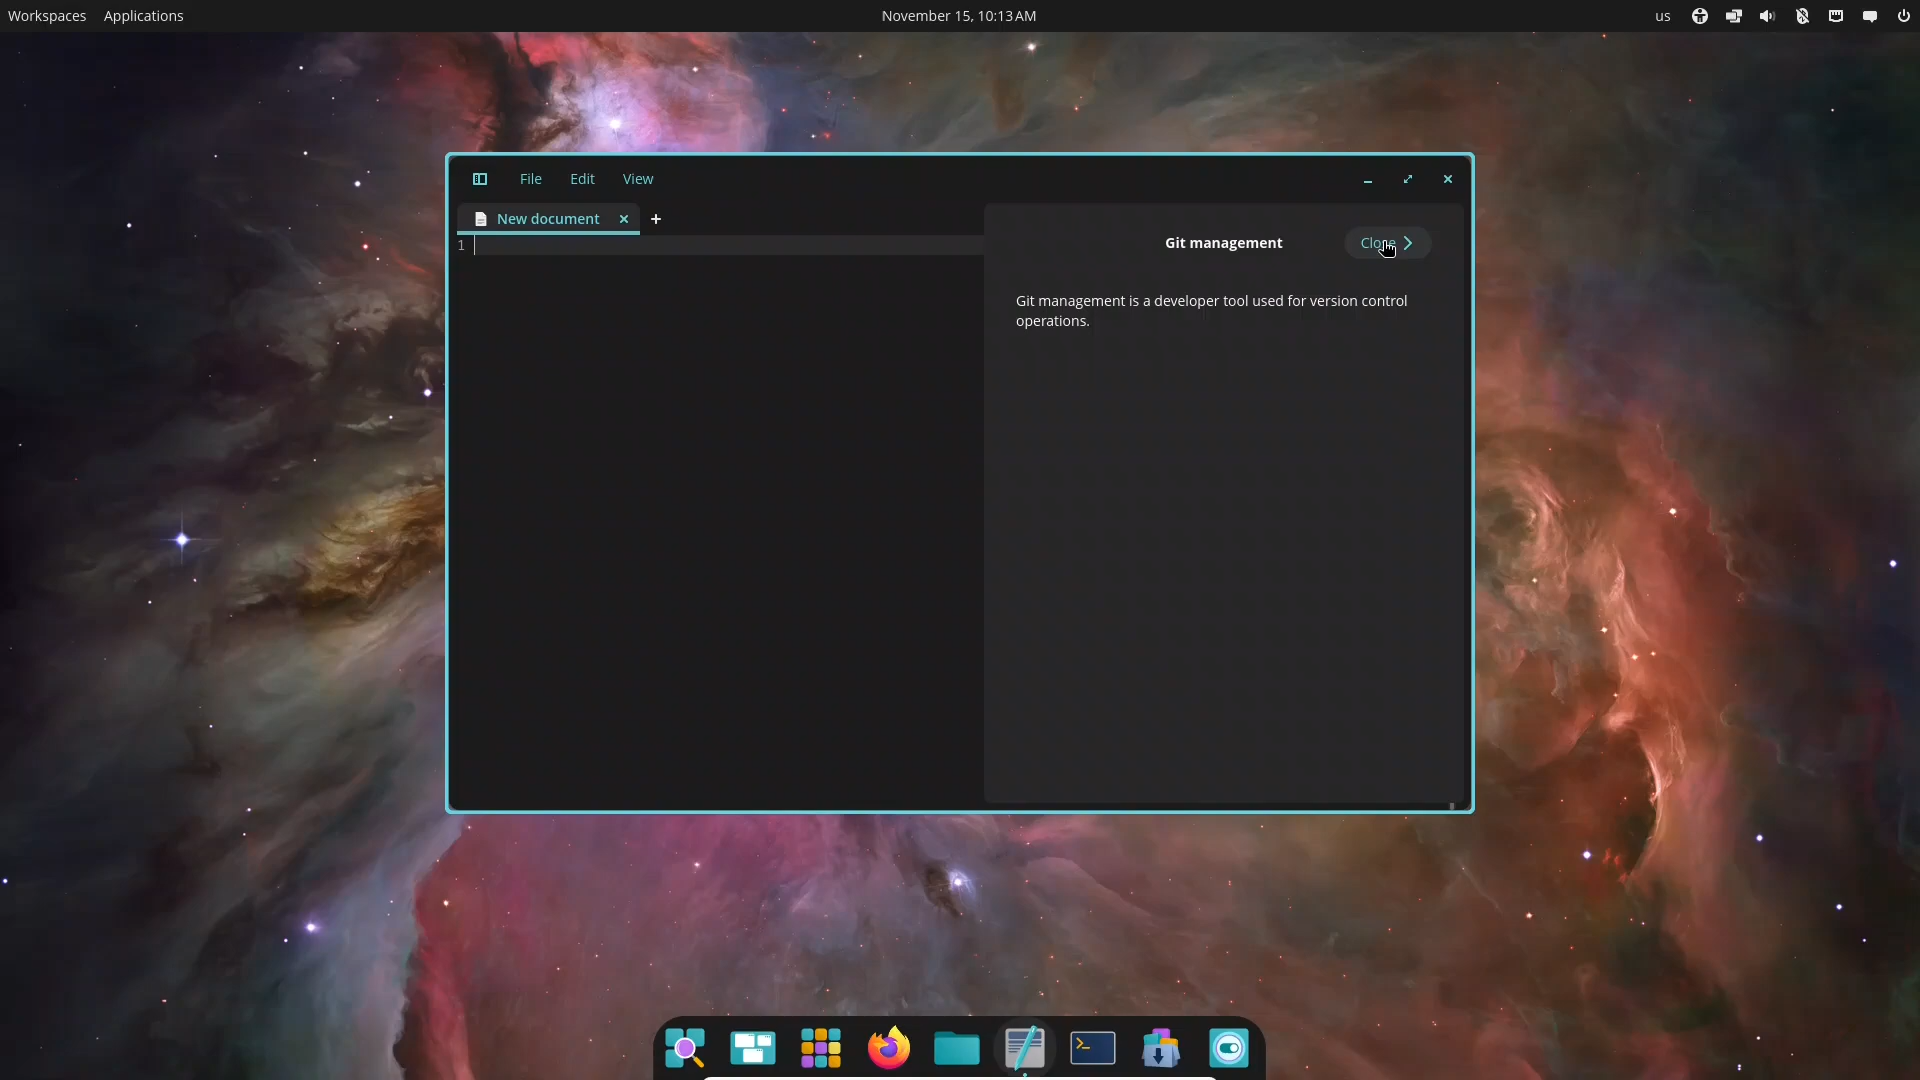 Workspaces Applications November 15, 10:13 AM us
File Edit View
New document
Git management Close
1
Git management is a developer tool used for version control
operations.